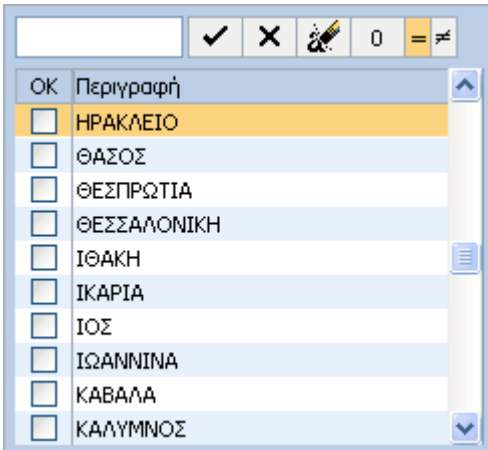 0 = ≠
OK Περιγραφή
ΗΡΑΚΛΕΙΟ
ΘΑΣΟΣ
ΘΕΣΠΡΩΤΙΑ
ΘΕΣΣΑΛΟΝΙΚΗ
ΙΘΑΚΗ
ΙΚΑΡΙΑ
ΙΟΣ
ΙΩΑΝΝΙΝΑ
ΚΑΒΑΛΑ
ΚΑΛΥΜΝΟΣ